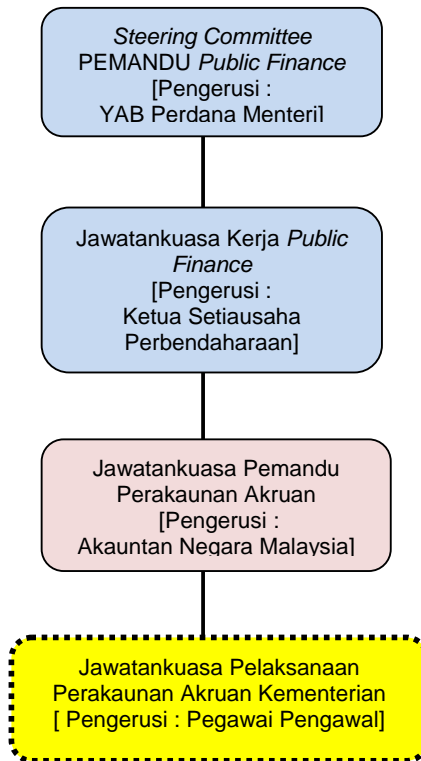 Steering Committee
PEMANDU Public Finance
[Pengerusi :
YAB Perdana Menteri]
Jawatankuasa Kerja Public
Finance
[Pengerusi :
Ketua Setiausaha
Perbendaharaan]
Jawatankuasa Pemandu
Perakaunan Akruan
[Pengerusi :
Akauntan Negara Malaysia]
Jawatankuasa Pelaksanaan
Perakaunan Akruan Kementerian
[ Pengerusi : Pegawai Pengawal]